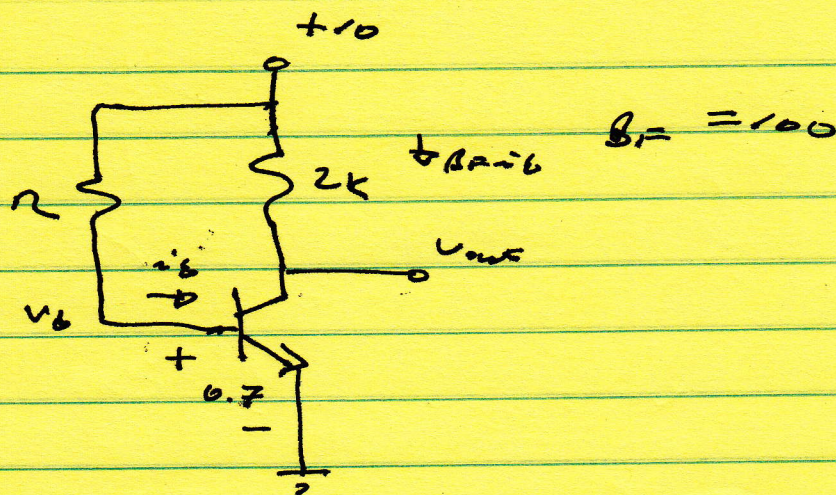 +10
βF = 100
R
2K
↓ βF ib
Vout
ib
Vb
+
0.7
-